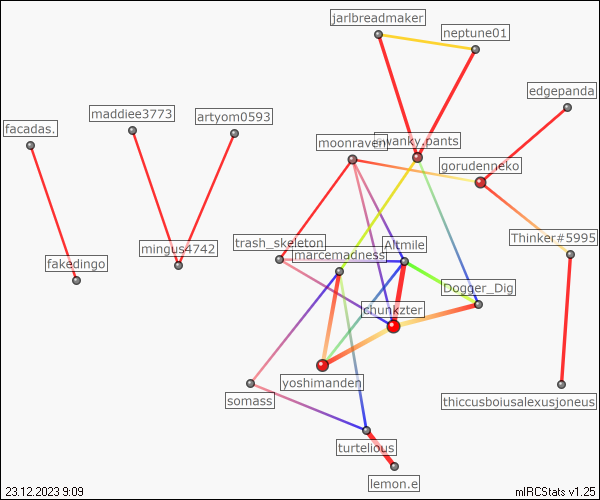 jarlbreadmaker
neptune01
edgepanda
maddiee3773
artyom0593
facadas.
moonraven
swanky.pants
gorudenneko
Thinker#5995
trash_skeleton
Altmile
mingus4742
marcemadness
fakedingo
Dogger_Dig
chunkzter
yoshimanden
somass
thiccusboiusalexusjoneus
turtelious
lemon.e
23.12.2023 9:09
mIRCStats v1.25